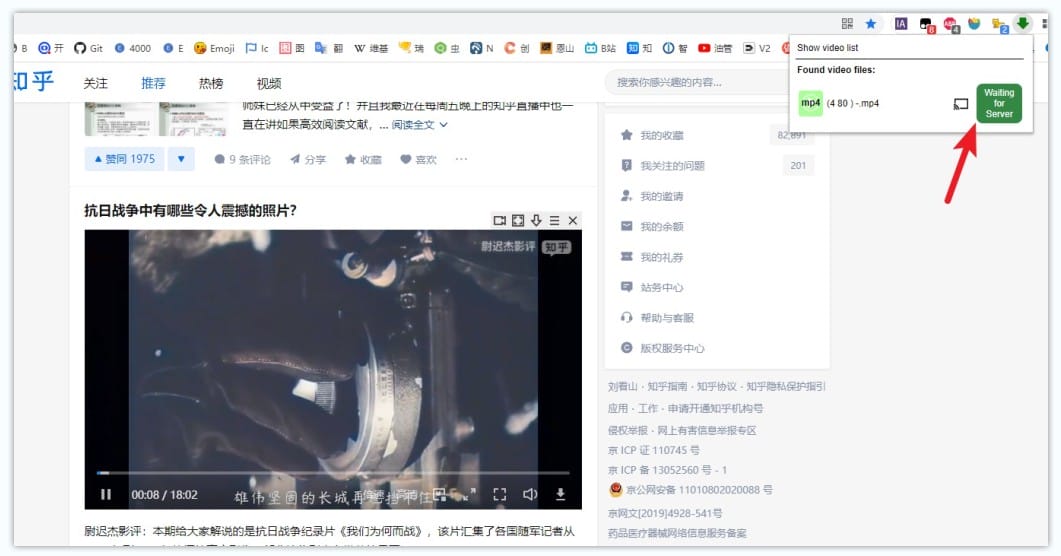 B 开 Git 4000 E Emoji Ic 图 翻 维基 瑞 虫 N 创 恩山 B站 知 智 油管 V2
IA 8 4 2
Show video list
Found video files:
mp4 (4 80 ) -.mp4
Waiting
for
Server
知乎 关注 推荐 热榜 视频
搜索你感兴趣的内容...
帅妹已经从中受益了！并且我最近在每周五晚上的知乎直播中也一
直在讲如果高效阅读文献，... 阅读全文
赞同 1975
9 条评论 分享 收藏 喜欢 ···
抗日战争中有哪些令人震撼的照片？
尉迟杰影评 知乎
00:08 / 18:02
倍速 高清
雄伟坚固的长城再也挡不住
尉迟杰影评：本期给大家解说的是抗日战争纪录片《我们为何而战》，该片汇集了各国随军记者从
我的收藏 82,891
我关注的问题 201
我的邀请
我的余额
我的礼券
站务中心
帮助与客服
版权服务中心
刘看山 · 知乎指南 · 知乎协议 · 知乎隐私保护指引
应用 · 工作 · 申请开通知乎机构号
侵权举报 · 网上有害信息举报专区
京 ICP 证 110745 号
京 ICP 备 13052560 号 - 1
京公网安备 11010802020088 号
京网文[2019]4928-541号
药品医疗器械网络信息服务备案